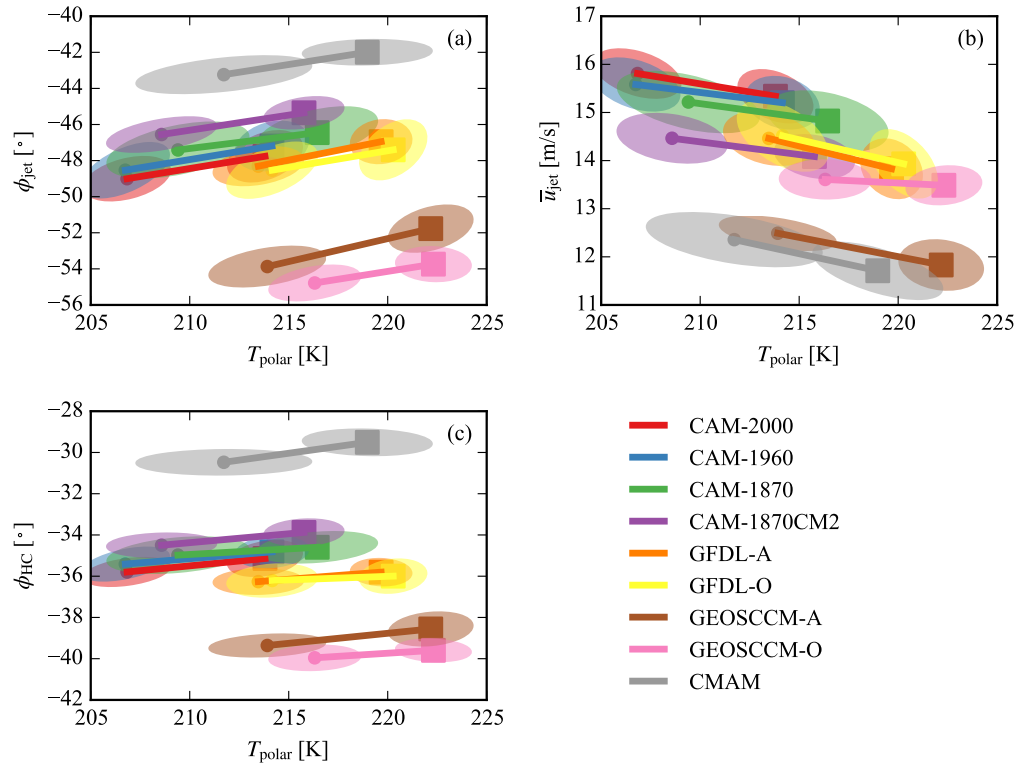 (a)
−40
−42
−44
−46
−48
−50
−52
−54
−56
ϕjet [°]
205 210 215 220 225
Tpolar [K]
(b)
17
16
15
14
13
12
11
u̅jet [m/s]
205 210 215 220 225
Tpolar [K]
(c)
−28
−30
−32
−34
−36
−38
−40
−42
ϕHC [°]
205 210 215 220 225
Tpolar [K]
CAM-2000
CAM-1960
CAM-1870
CAM-1870CM2
GFDL-A
GFDL-O
GEOSCCM-A
GEOSCCM-O
CMAM